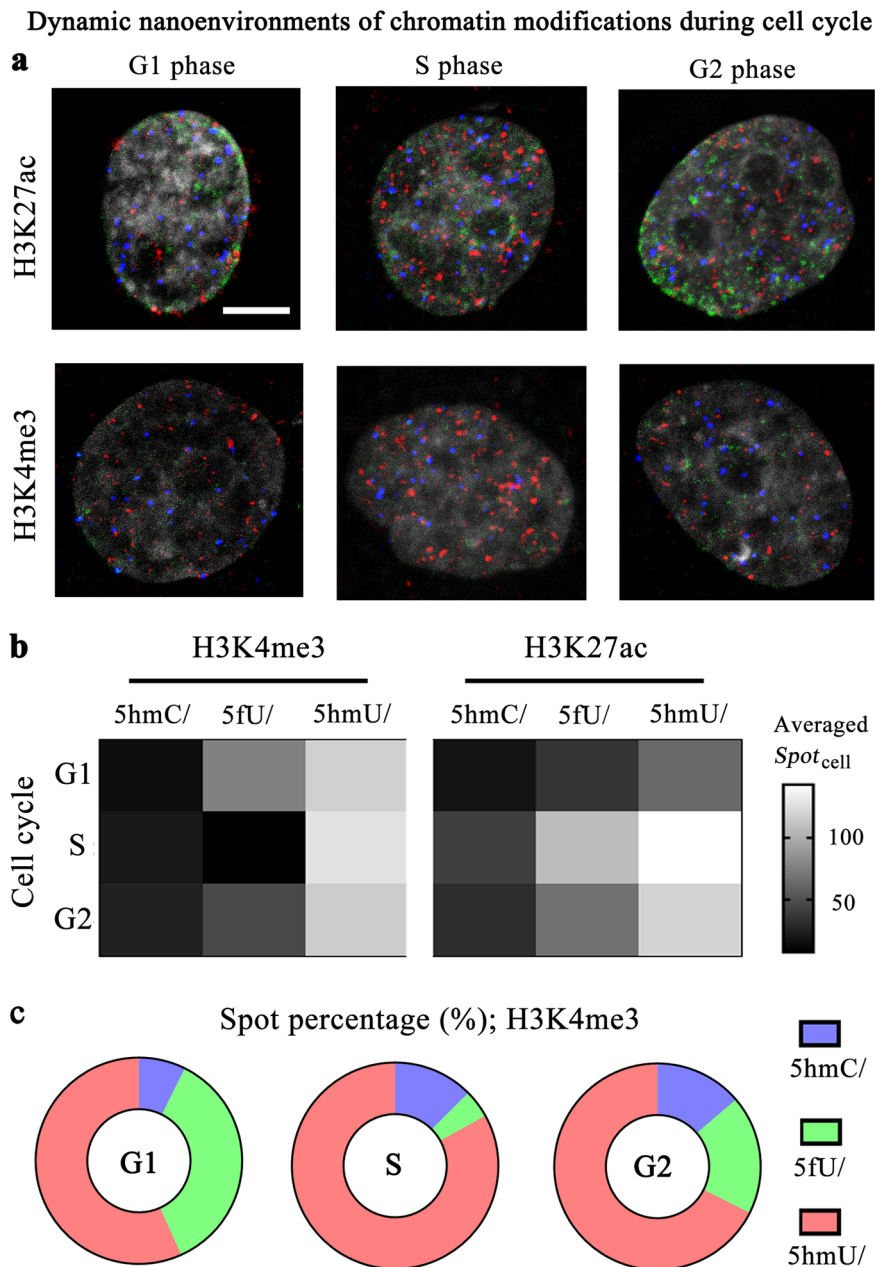 Dynamic nanoenvironments of chromatin modifications during cell cycle
a
G1 phase
S phase
G2 phase
H3K27ac
H3K4me3
b
H3K4me3
H3K27ac
5hmC/
5fU/
5hmU/
5hmC/
5fU/
5hmU/
Averaged
Spotcell
Cell cycle
G1
S
G2
100
50
c
Spot percentage (%); H3K4me3
G1
S
G2
5hmC/
5fU/
5hmU/